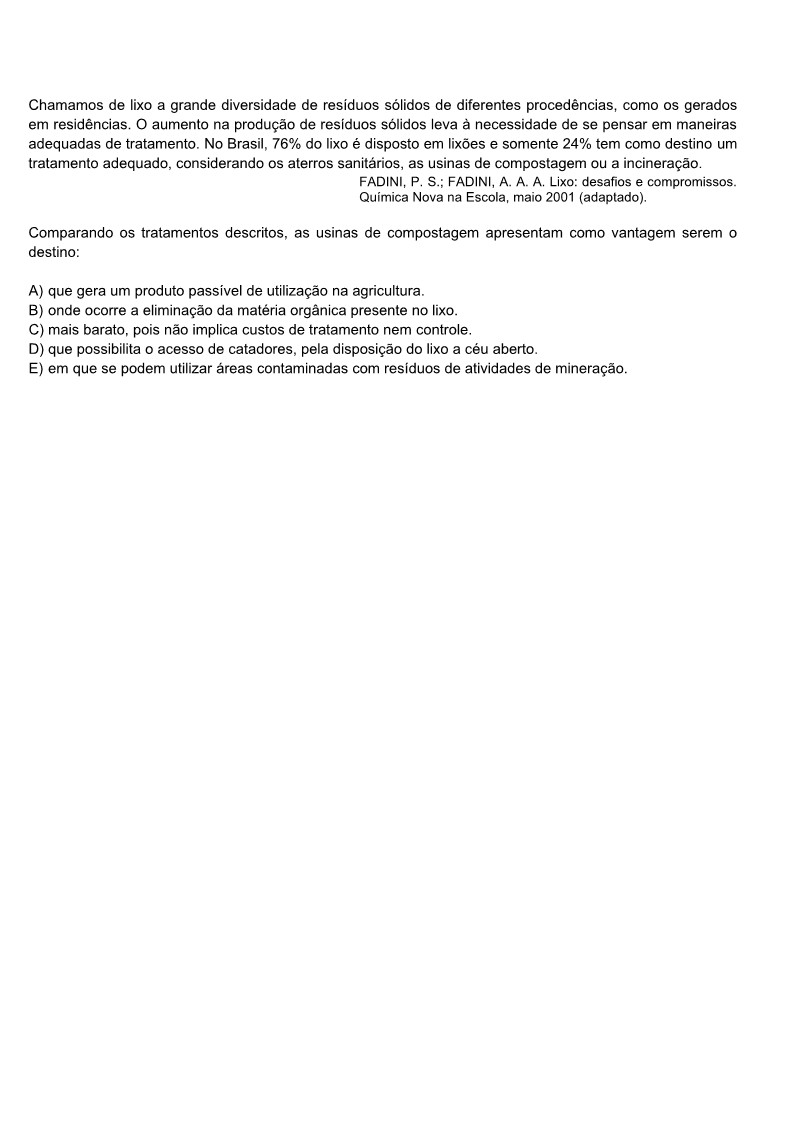 Chamamos de lixo a grande diversidade de resíduos sólidos de diferentes procedências, como os gerados
em residências. O aumento na produção de resíduos sólidos leva à necessidade de se pensar em maneiras
adequadas de tratamento. No Brasil, 76% do lixo é disposto em lixões e somente 24% tem como destino um
tratamento adequado, considerando os aterros sanitários, as usinas de compostagem ou a incineração.
FADINI, P. S.; FADINI, A. A. A. Lixo: desafios e compromissos.
Química Nova na Escola, maio 2001 (adaptado).
Comparando os tratamentos descritos, as usinas de compostagem apresentam como vantagem serem o
destino:
A) que gera um produto passível de utilização na agricultura.
B) onde ocorre a eliminação da matéria orgânica presente no lixo.
C) mais barato, pois não implica custos de tratamento nem controle.
D) que possibilita o acesso de catadores, pela disposição do lixo a céu aberto.
E) em que se podem utilizar áreas contaminadas com resíduos de atividades de mineração.